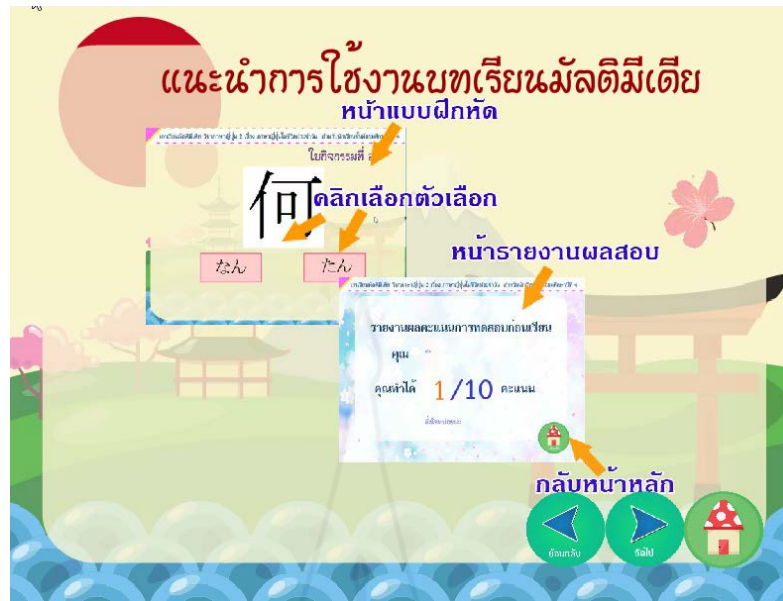 แนะนำการใช้งานบทเรียนมัลติมีเดีย
หน้าแบบฝึกหัด
ใบกิจกรรมที่
何
คลิกเลือกตัวเลือก
なん
たん
หน้ารายงานผลสอบ
รายงานผลคะแนนการทดสอบก่อนเรียน
คุณ
คุณทำได้ 1/10 คะแนน
กลับหน้าหลัก
ย้อนกลับ
ถัดไป